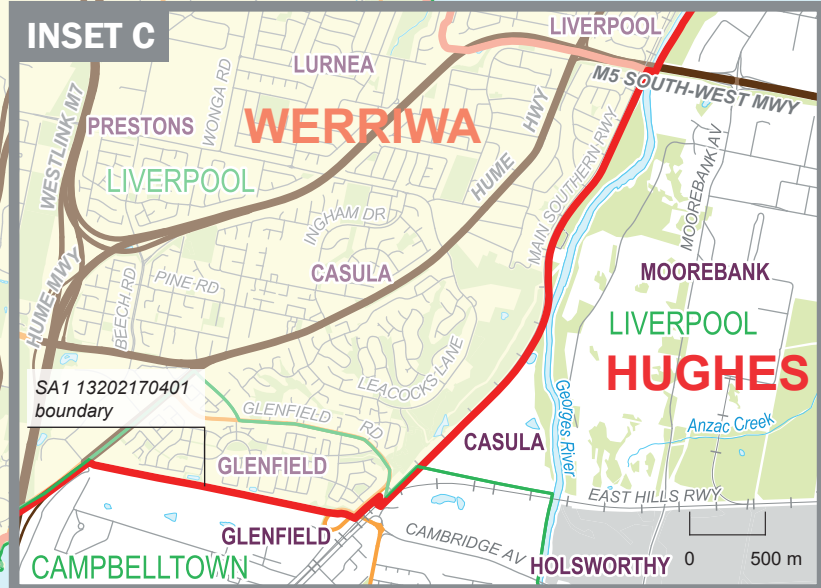 INSET C
LIVERPOOL
LURNEA
M5 SOUTH-WEST MWY
WESTLINK M7
WONGA RD
PRESTONS
WERRIWA
HUME HWY
MAIN SOUTHERN RWY
MOOREBANK AV
LIVERPOOL
INGHAM DR
CASULA
MOOREBANK
PINE RD
BEECH RD
HUME MWY
LIVERPOOL
HUGHES
LEACOCKS LANE
SA1 13202170401
boundary
GLENFIELD RD
Georges River
Anzac Creek
CASULA
GLENFIELD
EAST HILLS RWY
GLENFIELD
CAMBRIDGE AV
CAMPBELLTOWN
HOLSWORTHY
0 500 m